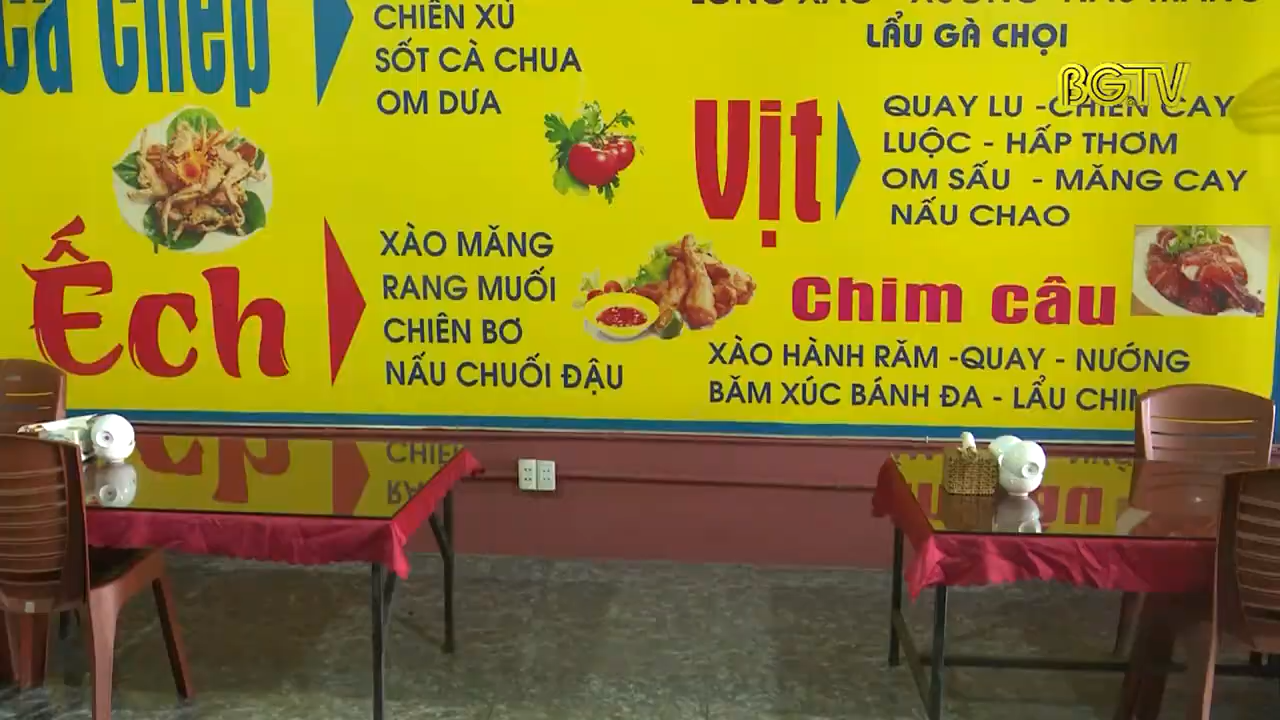 Cá Chép
CHIÊN XÙ
SỐT CÀ CHUA
OM DƯA
Ếch
XÀO MĂNG
RANG MUỐI
CHIÊN BƠ
NẤU CHUỐI ĐẬU
LẨU GÀ CHỌI
BGTV
Vịt
QUAY LU -CHIÊN CAY
LUỘC - HẤP THƠM
OM SẤU - MĂNG CAY
NẤU CHAO
Chim câu
XÀO HÀNH RĂM -QUAY - NƯỚNG
BĂM XÚC BÁNH ĐA - LẨU CHIM